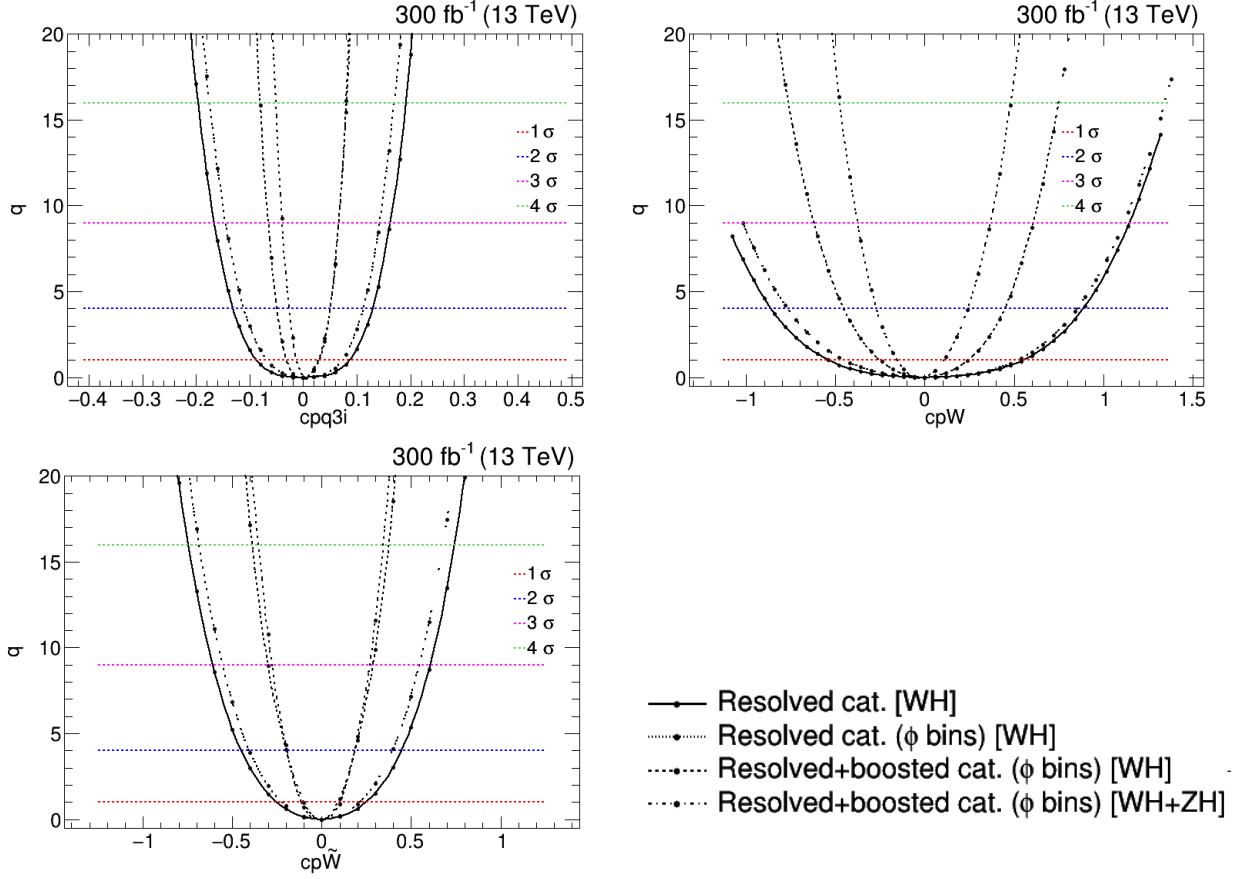 300 fb-1 (13 TeV)
q
20
15
10
5
0
1 σ
2 σ
3 σ
4 σ
−0.4 −0.3 −0.2 −0.1 0 0.1 0.2 0.3 0.4 0.5
cpq3i
300 fb-1 (13 TeV)
q
20
15
10
5
0
1 σ
2 σ
3 σ
4 σ
−1 −0.5 0 0.5 1 1.5
cpW
300 fb-1 (13 TeV)
q
20
15
10
5
0
1 σ
2 σ
3 σ
4 σ
−1 −0.5 0 0.5 1
cpW̃
Resolved cat. [WH]
Resolved cat. (ϕ bins) [WH]
Resolved+boosted cat. (ϕ bins) [WH]
Resolved+boosted cat. (ϕ bins) [WH+ZH]